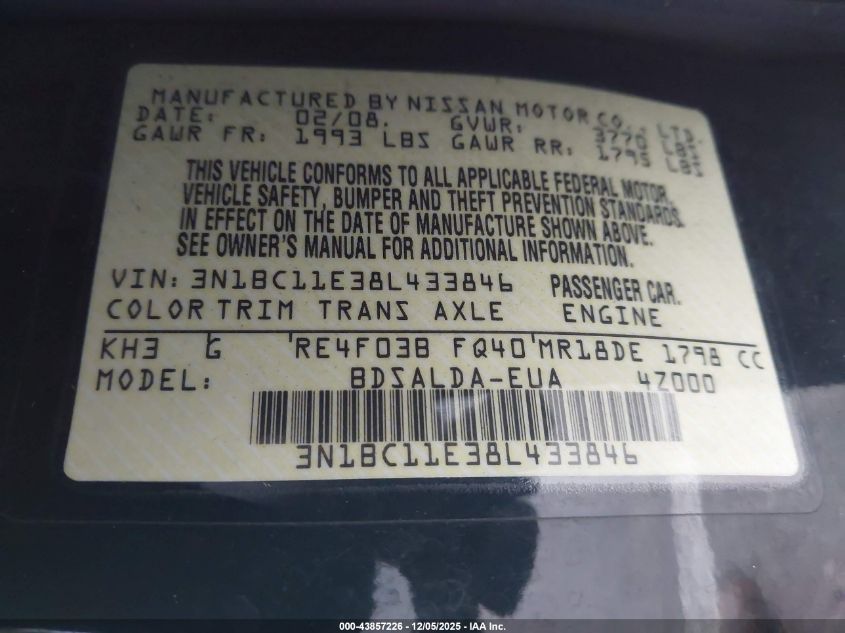 MANUFACTURED BY NISSAN MOTOR CO., LTD.
DATE: 02/08. GVWR: 3770 LBS
GAWR FR: 1993 LBS GAWR RR: 1795 LBS
THIS VEHICLE CONFORMS TO ALL APPLICABLE FEDERAL MOTOR
VEHICLE SAFETY, BUMPER AND THEFT PREVENTION STANDARDS
IN EFFECT ON THE DATE OF MANUFACTURE SHOWN ABOVE.
SEE OWNER'S MANUAL FOR ADDITIONAL INFORMATION.
VIN: 3N1BC11E38L433846 PASSENGER CAR.
COLOR TRIM TRANS AXLE ENGINE
KH3 G 'RE4F03B FQ40'MR18DE 1798 CC
MODEL: BDSALDA-EUA 4Z000
3N1BC11E38L433846
000-43857226 - 12/05/2025 - IAA Inc.